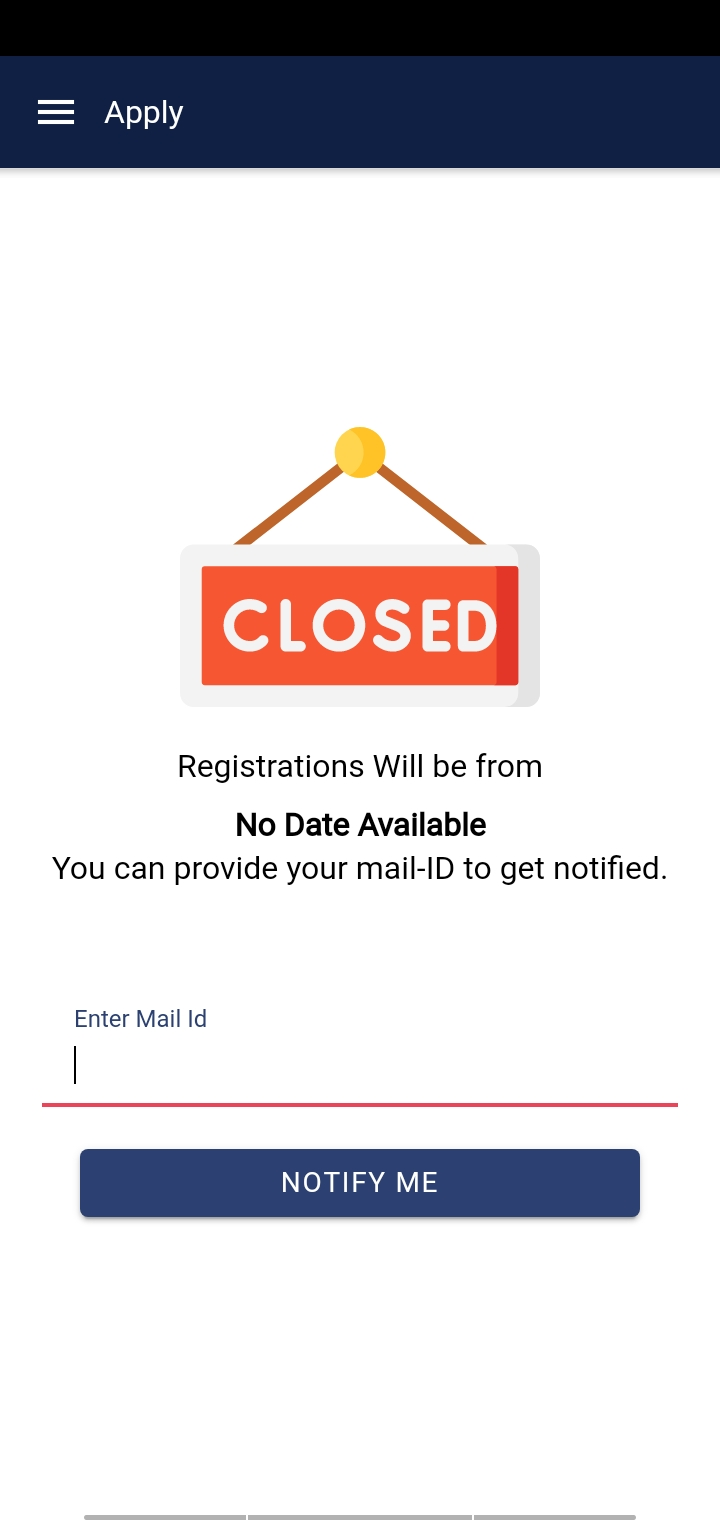 Apply
CLOSED
Registrations Will be from
No Date Available
You can provide your mail-ID to get notified.
Enter Mail Id
NOTIFY ME